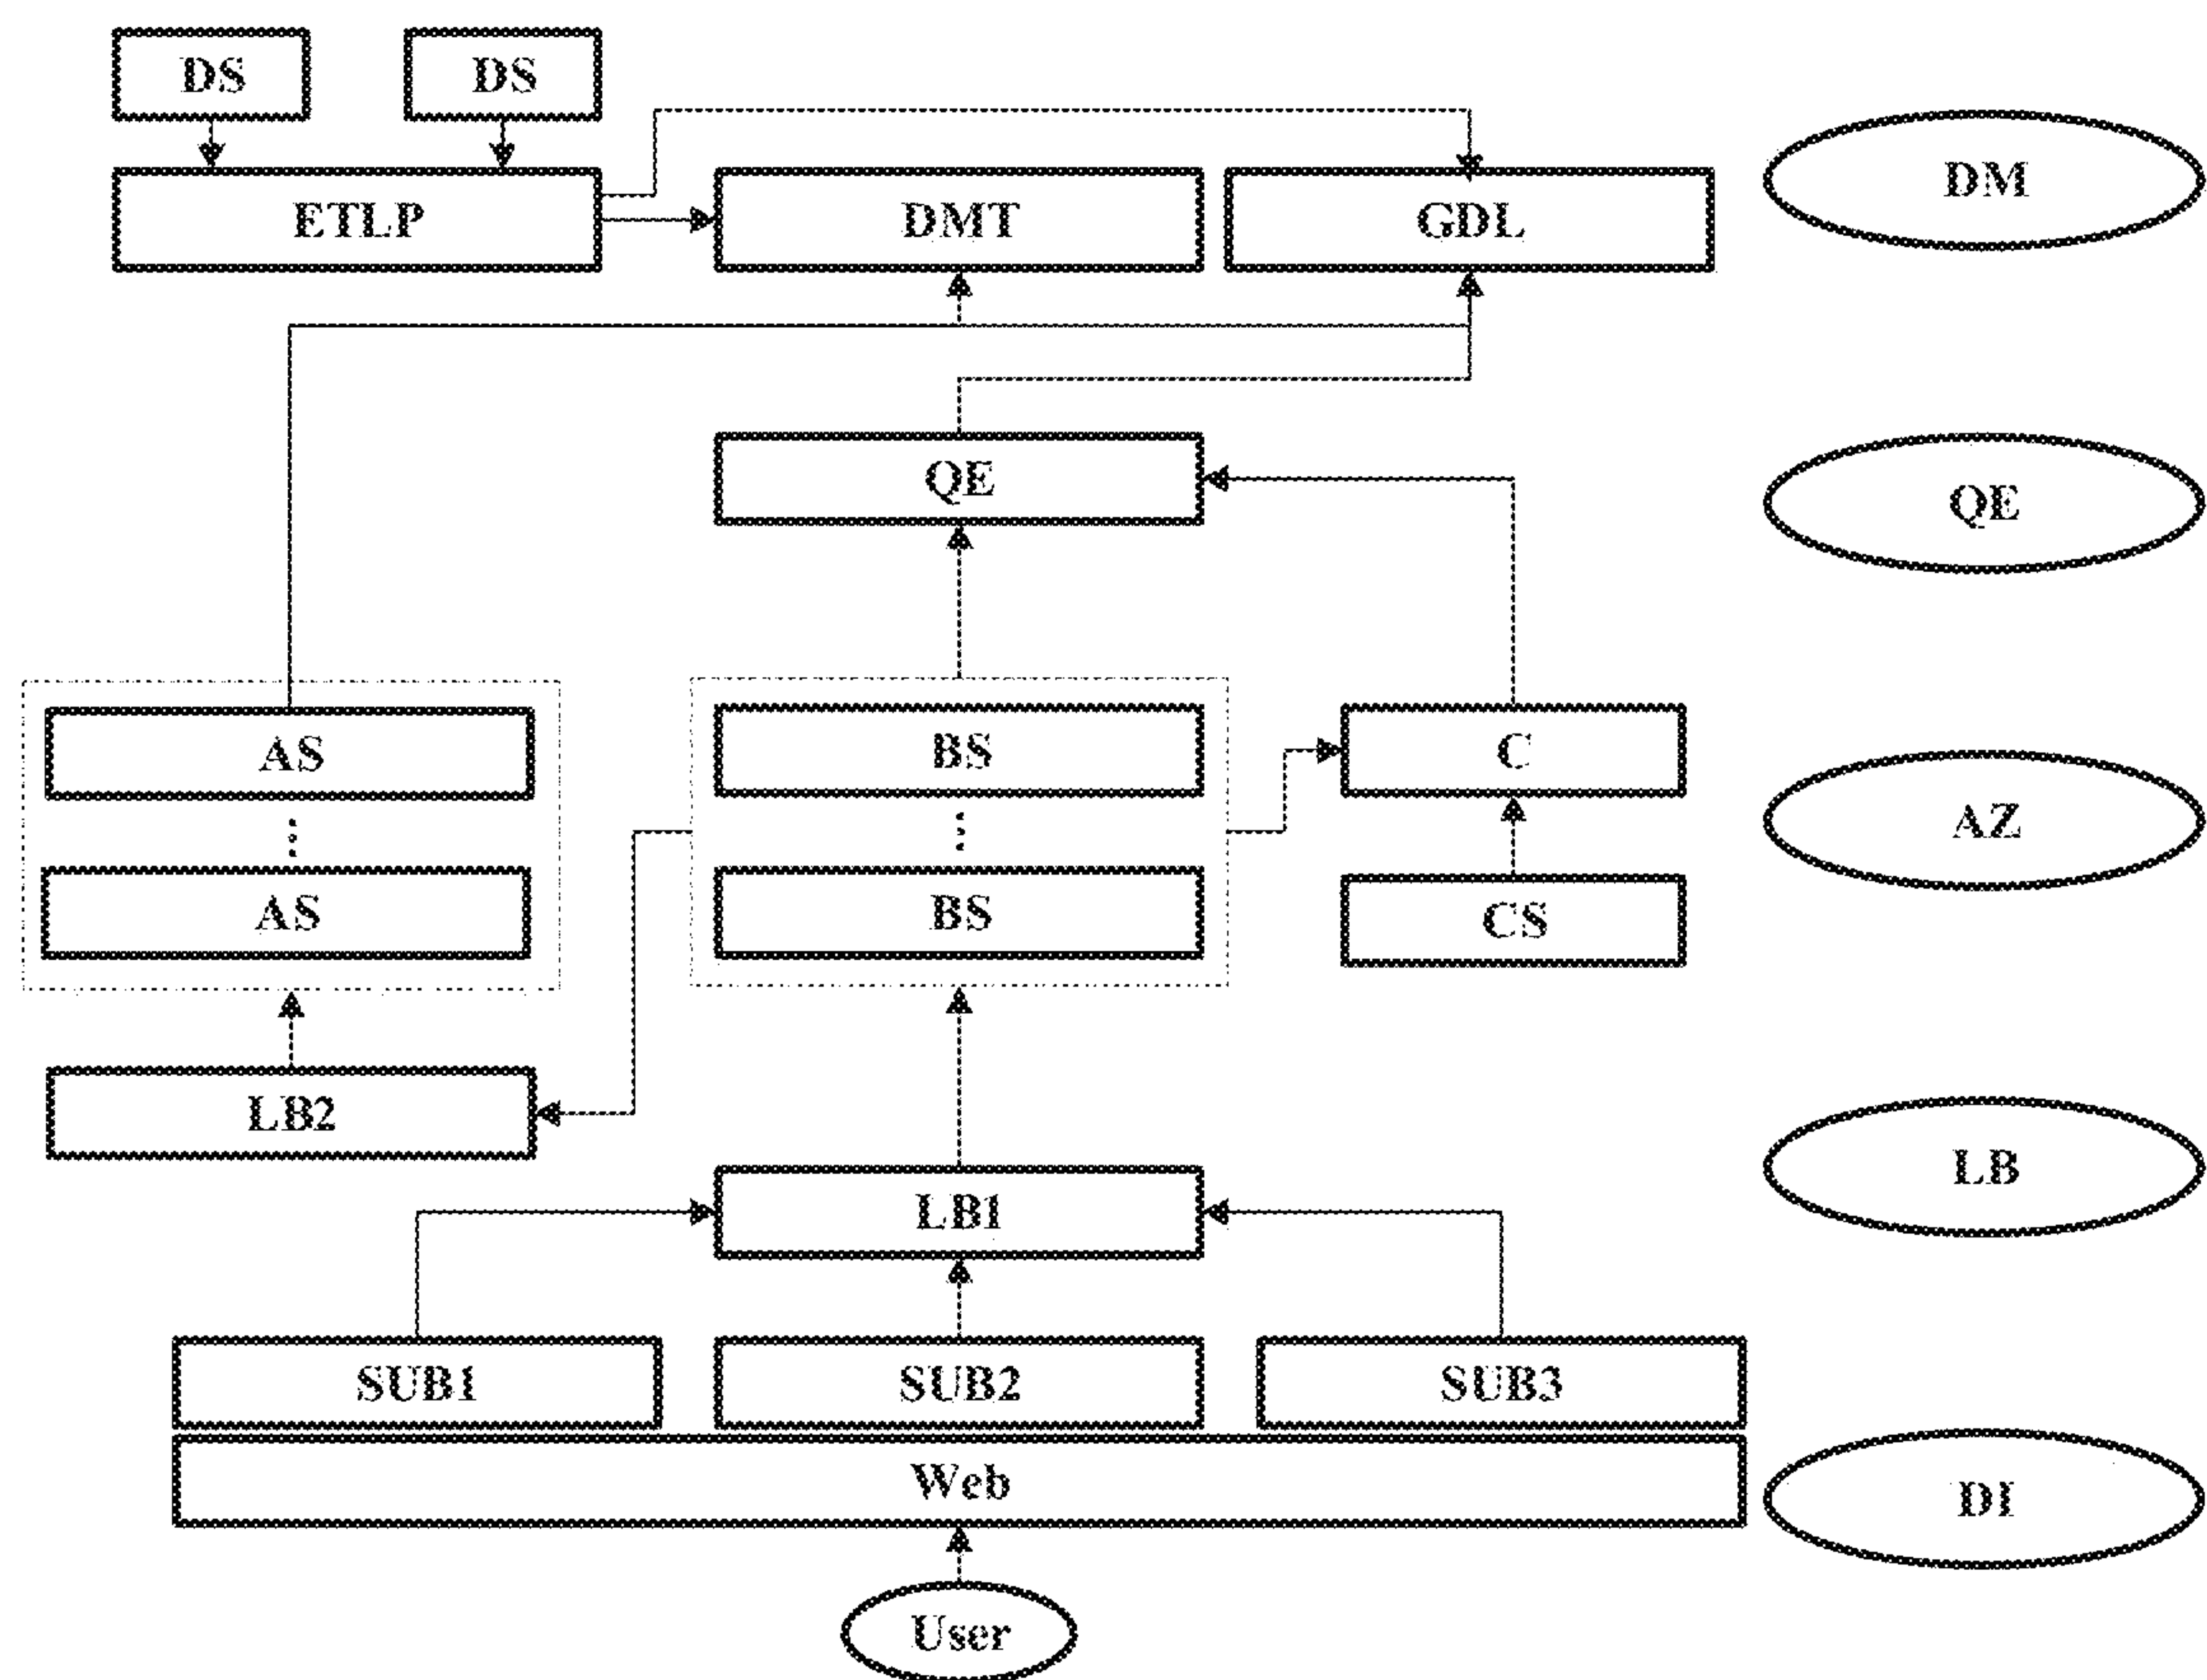 DS
DS
ETLP
DMT
GDL
DM
QE
QE
AS
BS
C
AZ
AS
BS
CS
LB2
LB
LB1
SUB1
SUB2
SUB3
Web
DI
User